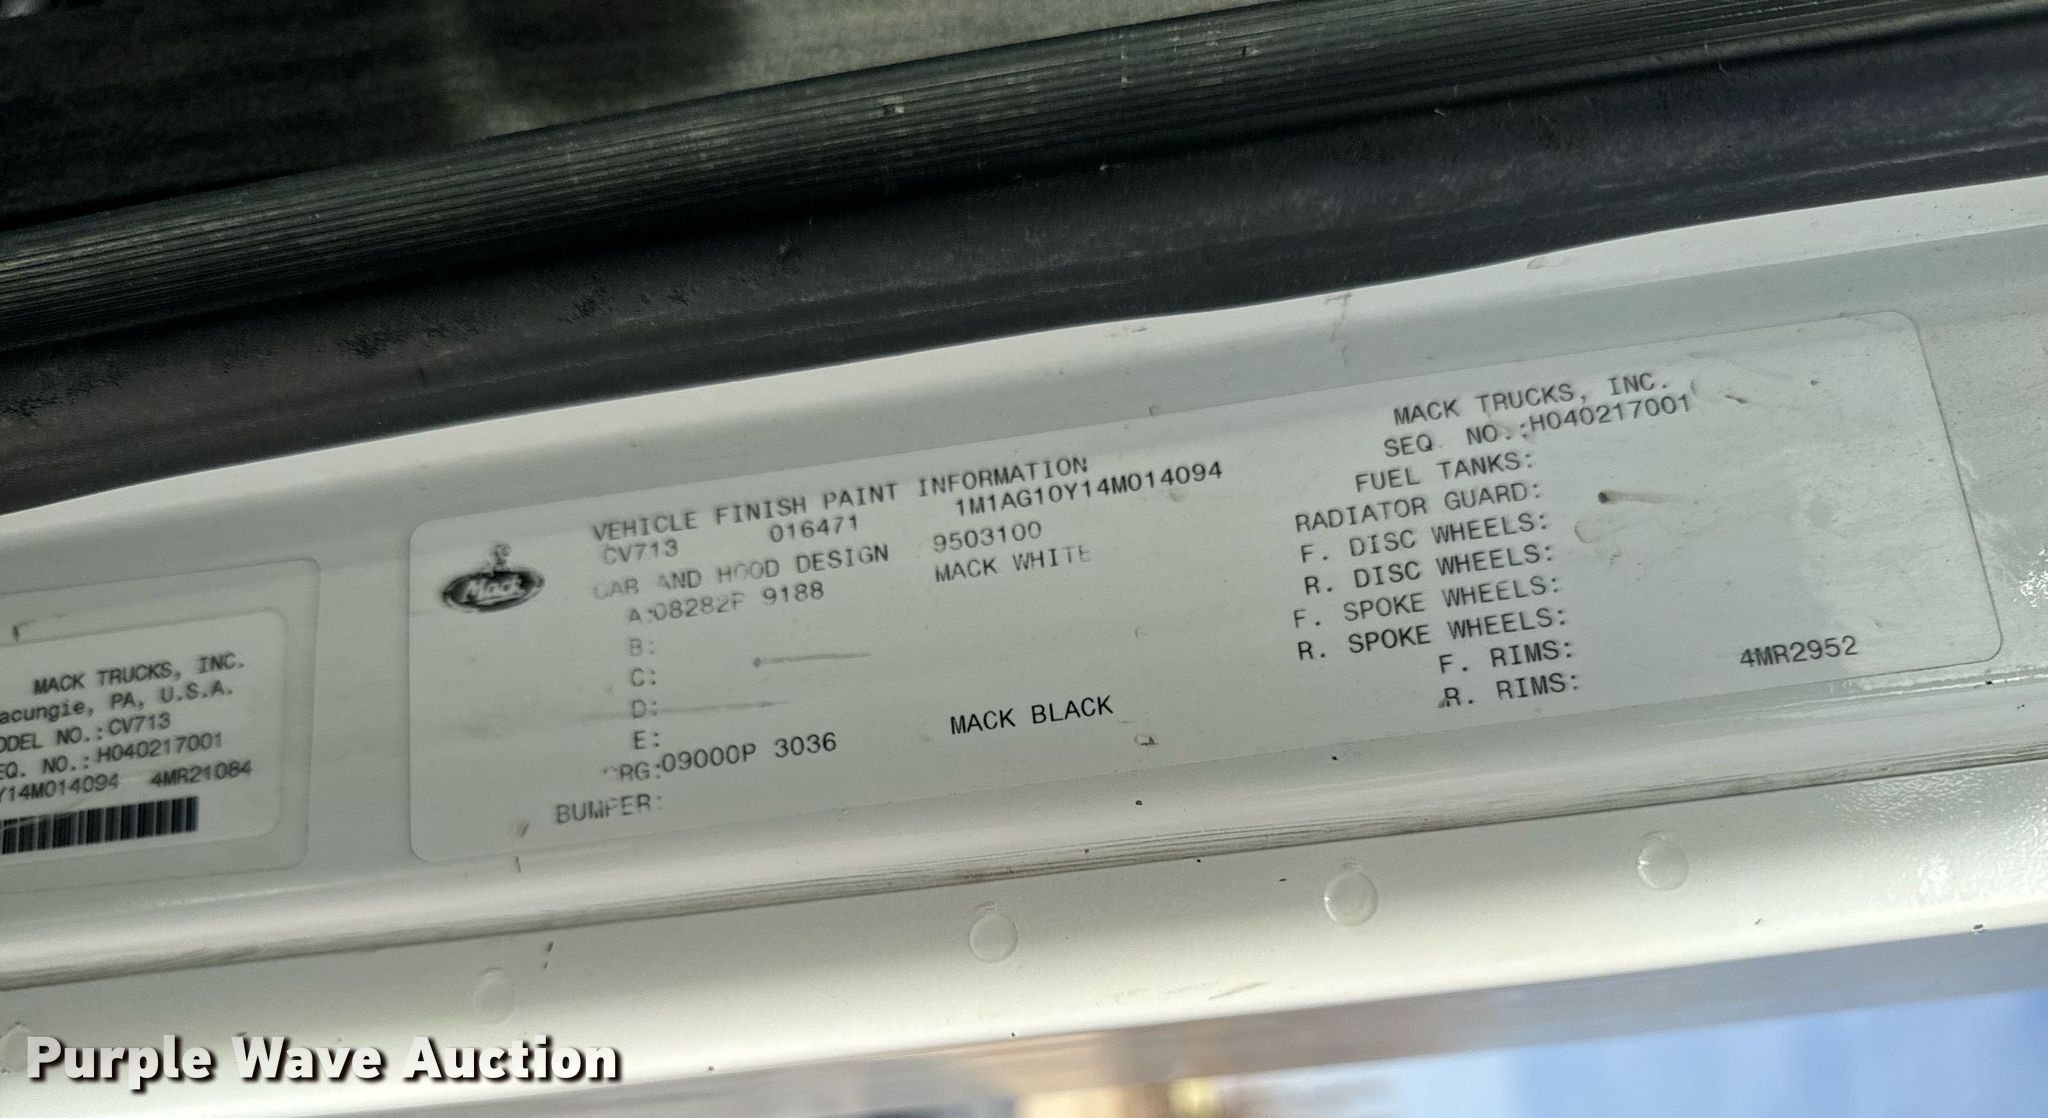 MACK TRUCKS, INC.
acungie, PA, U.S.A.
ODEL NO.:CV713
EQ. NO.:H040217001
Y14M014094 4MR21084
Mack
VEHICLE FINISH PAINT INFORMATION
CV713 016471 1M1AG10Y14M014094
CAB AND HOOD DESIGN 9503100
A:08282P 9188 MACK WHITE
B:
C:
D:
E:
RG:09000P 3036 MACK BLACK
BUMPER:
MACK TRUCKS, INC.
SEQ. NO.:H040217001
FUEL TANKS:
RADIATOR GUARD:
F. DISC WHEELS:
R. DISC WHEELS:
F. SPOKE WHEELS:
R. SPOKE WHEELS:
F. RIMS:
R. RIMS:
4MR2952
Purple Wave Auction